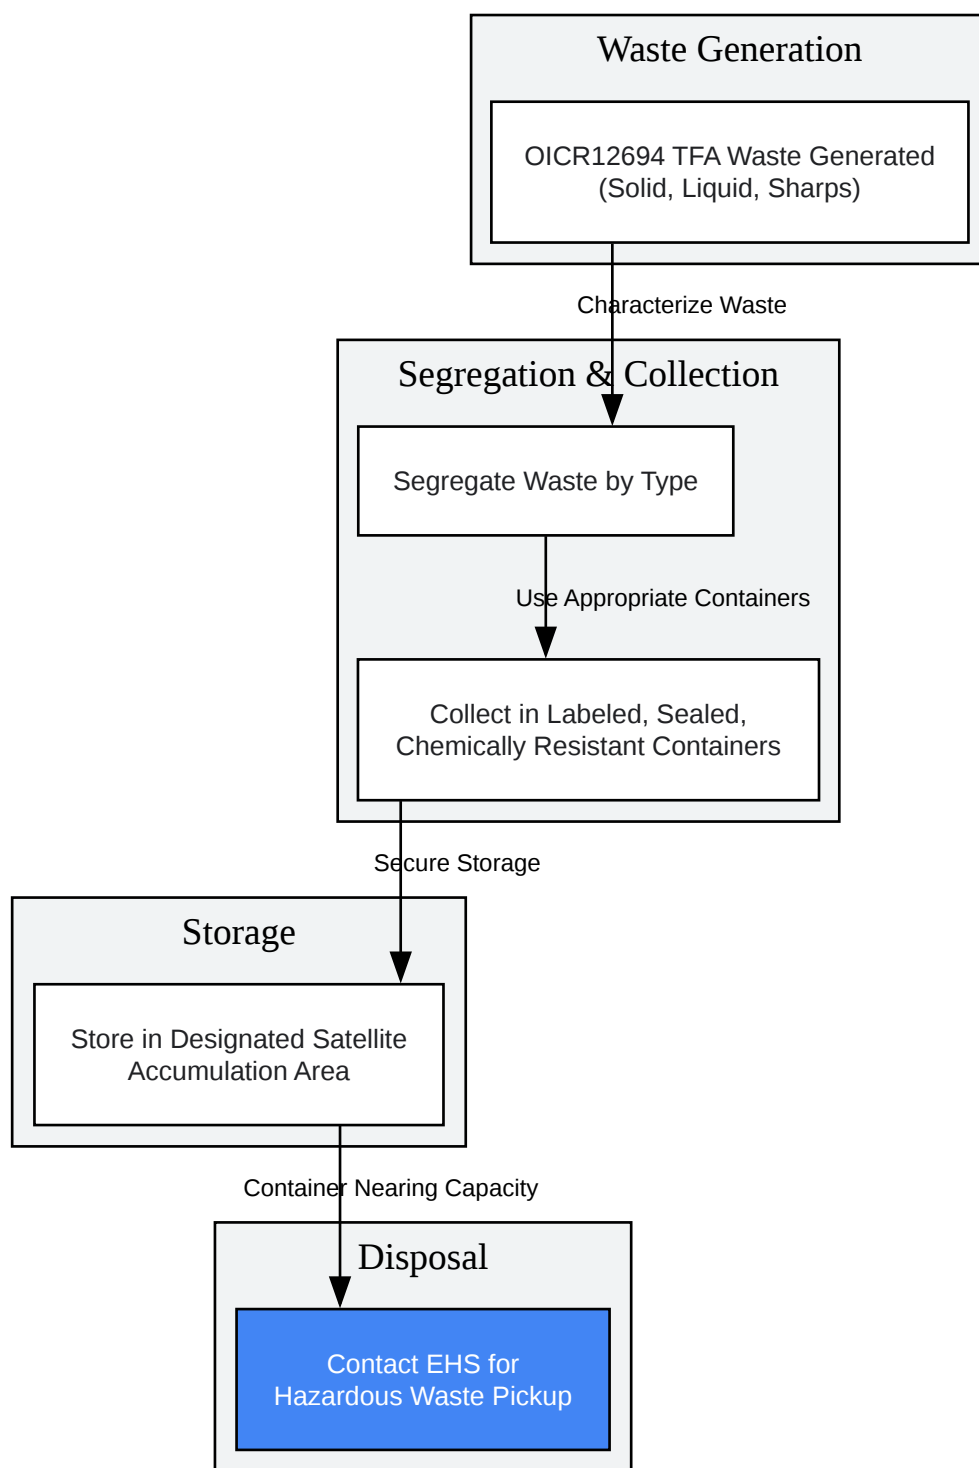 Waste Generation
OICR12694 TFA Waste Generated
(Solid, Liquid, Sharps)
Characterize Waste
Segregation & Collection
Segregate Waste by Type
Use Appropriate Containers
Collect in Labeled, Sealed,
Chemically Resistant Containers
Secure Storage
Storage
Store in Designated Satellite
Accumulation Area
Container Nearing Capacity
Disposal
Contact EHS for
Hazardous Waste Pickup